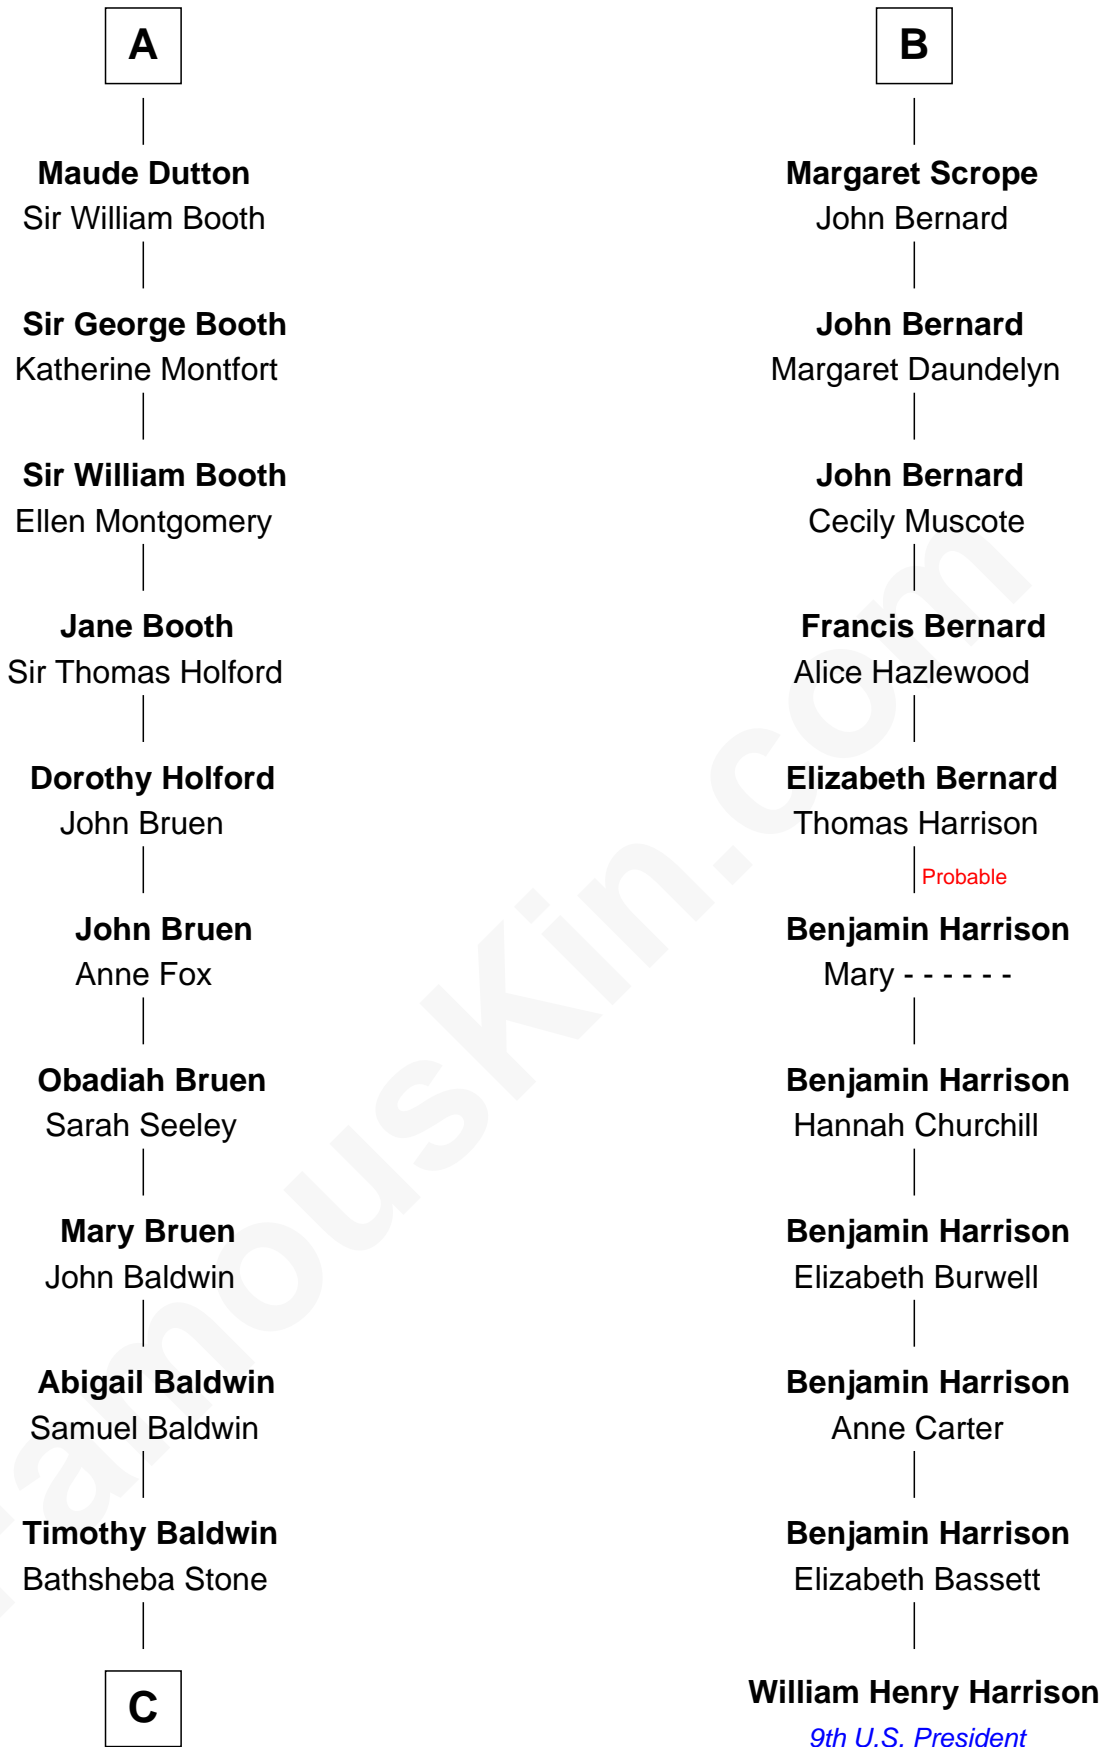 A
Maude Dutton
Sir William Booth
Sir George Booth
Katherine Montfort
Sir William Booth
Ellen Montgomery
Jane Booth
Sir Thomas Holford
Dorothy Holford
John Bruen
John Bruen
Anne Fox
Obadiah Bruen
Sarah Seeley
Mary Bruen
John Baldwin
Abigail Baldwin
Samuel Baldwin
Timothy Baldwin
Bathsheba Stone
C
B
Margaret Scrope
John Bernard
John Bernard
Margaret Daundelyn
John Bernard
Cecily Muscote
Francis Bernard
Alice Hazlewood
Elizabeth Bernard
Thomas Harrison
Probable
Benjamin Harrison
Mary - - - - - -
Benjamin Harrison
Hannah Churchill
Benjamin Harrison
Elizabeth Burwell
Benjamin Harrison
Anne Carter
Benjamin Harrison
Elizabeth Bassett
William Henry Harrison
9th U.S. President
FamousKin.com